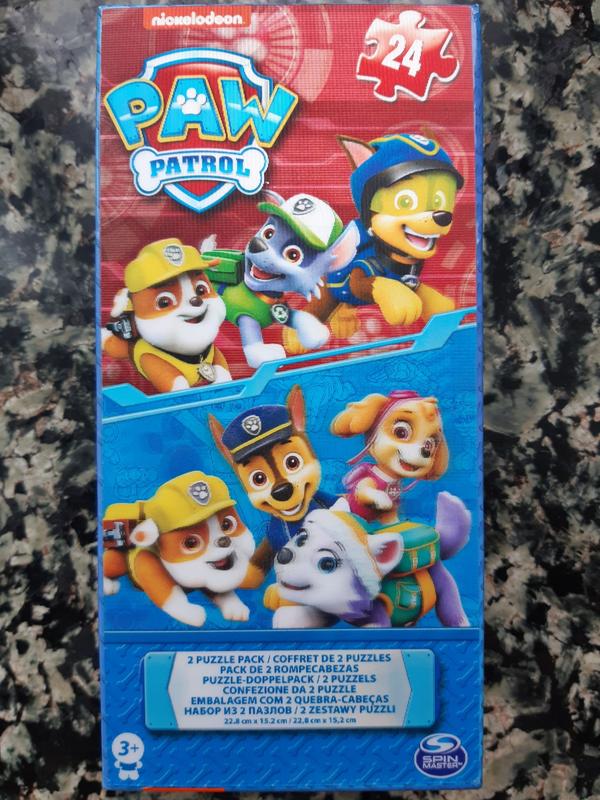 nickelodeon
24
PAW
PATROL
2 PUZZLE PACK / COFFRET DE 2 PUZZLES
PACK DE 2 ROMPECABEZAS
PUZZLE-DOPPELPACK / 2 PUZZELS
CONFEZIONE DA 2 PUZZLE
EMBALAGEM COM 2 QUEBRA-CABEÇAS
НАБОР ИЗ 2 ПАЗЛОВ / 2 ZESTAWY PUZZLI
22.8 cm x 15.2 cm / 22,8 cm x 15,2 cm
3+
SPIN
MASTER™